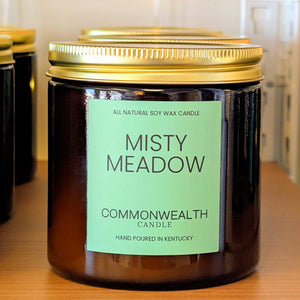 ALL NATURAL SOY WAX CANDLE
MISTY
MEADOW
COMMONWEALTH
CANDLE
HAND POURED IN KENTUCKY